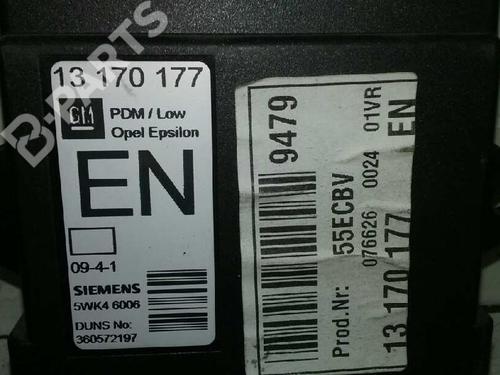 13 170 177
GM
PDM / Low
Opel Epsilon
EN
09-4-1
SIEMENS
5WK4 6006
DUNS No:
360572197
9479
Prod.Nr: 55ECBV
076626 0024 01VR
13 170 177 EN
B-PARTS